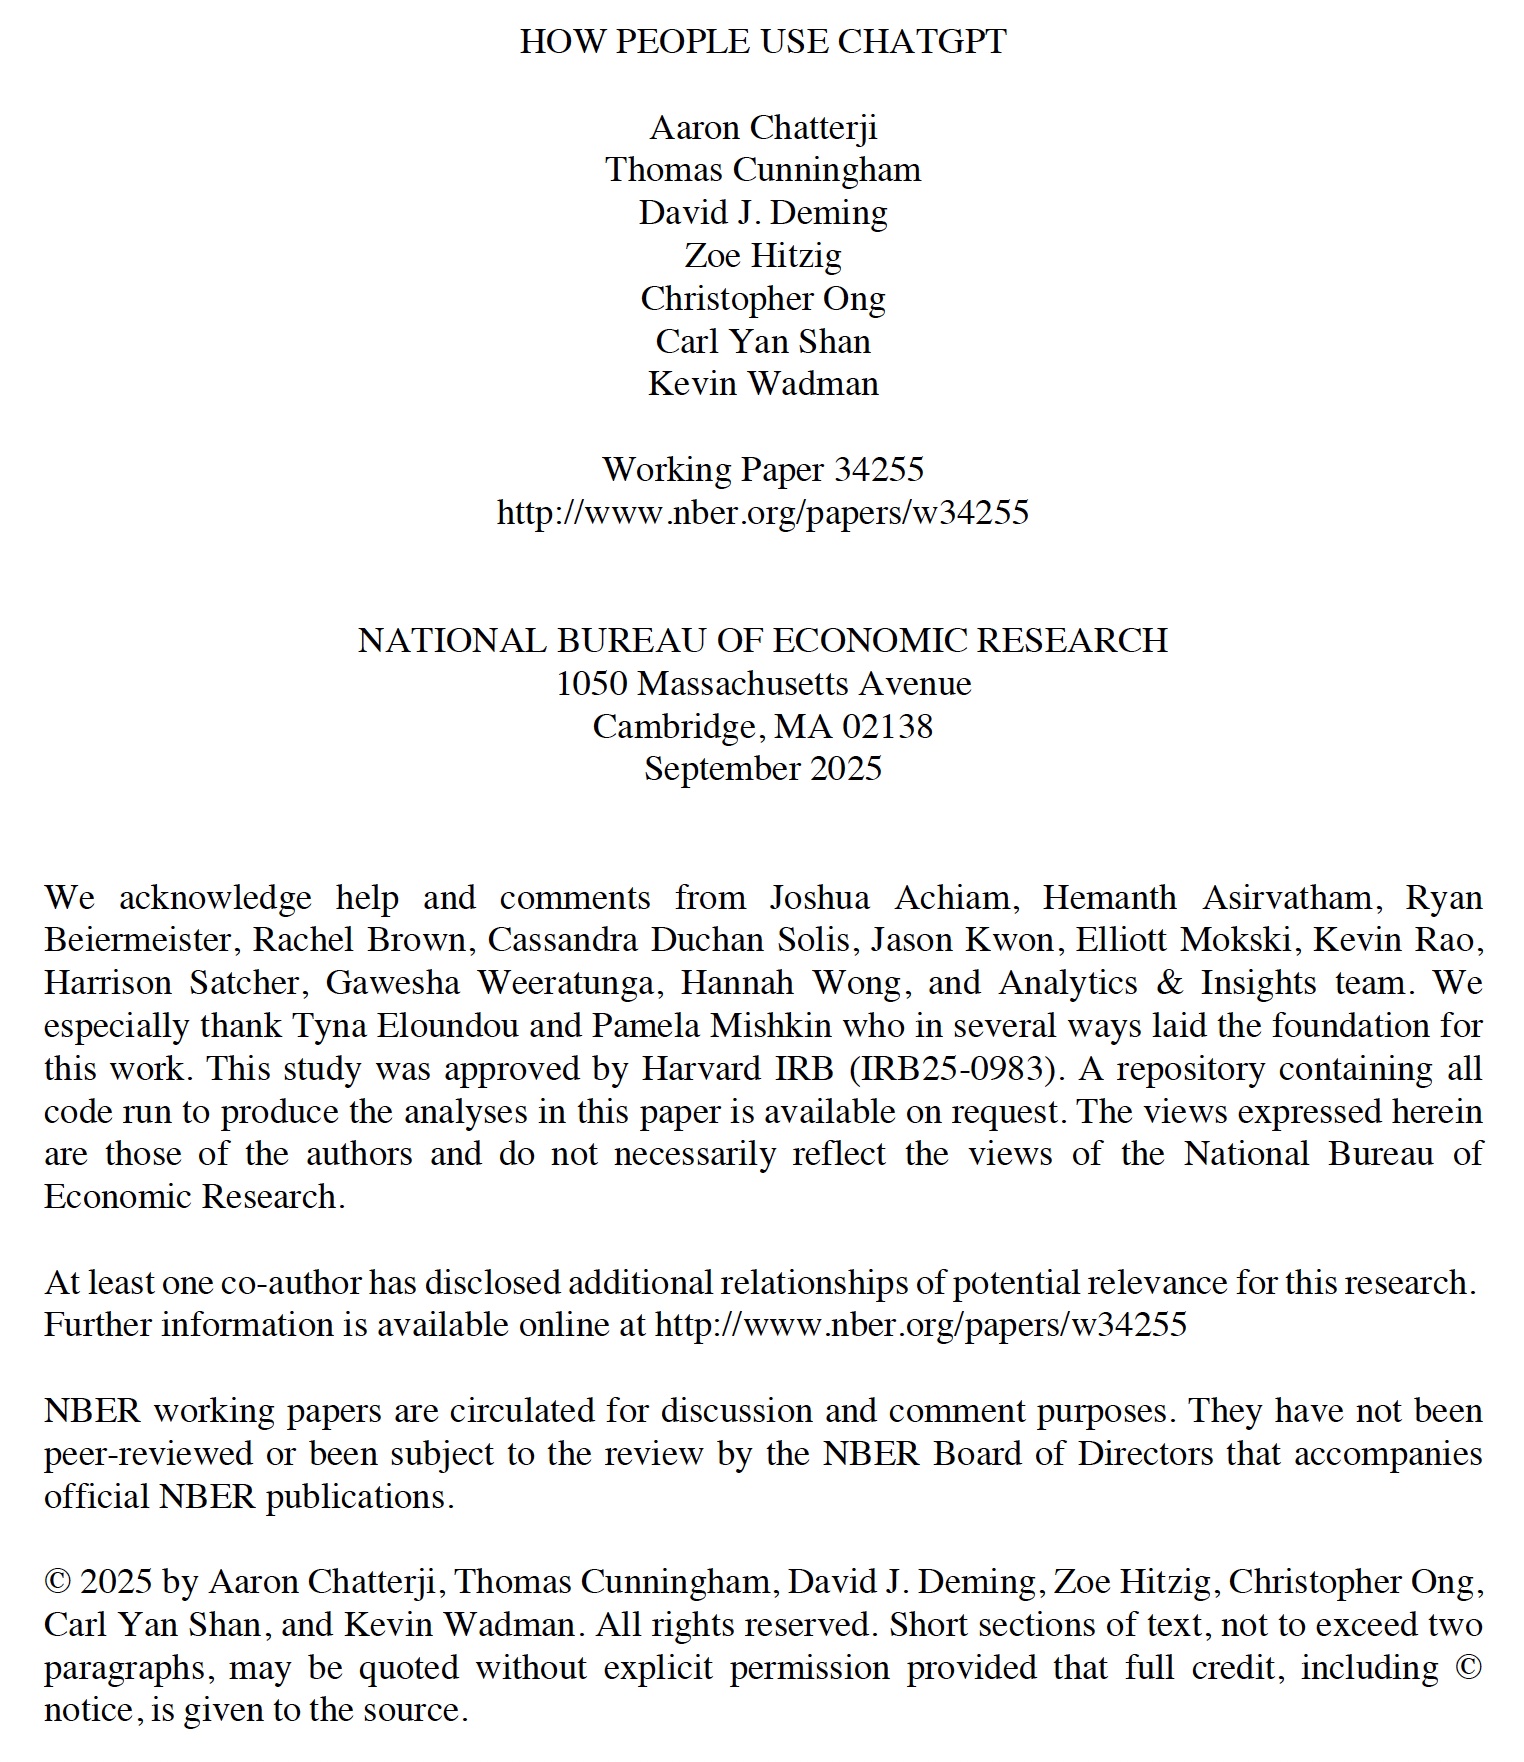 HOW PEOPLE USE CHATGPT
Aaron Chatterji
Thomas Cunningham
David J. Deming
Zoe Hitzig
Christopher Ong
Carl Yan Shan
Kevin Wadman
Working Paper 34255
http://www.nber.org/papers/w34255
NATIONAL BUREAU OF ECONOMIC RESEARCH
1050 Massachusetts Avenue
Cambridge, MA 02138
September 2025
We acknowledge help and comments from Joshua Achiam, Hemanth Asirvatham, Ryan
Beiermeister, Rachel Brown, Cassandra Duchan Solis, Jason Kwon, Elliott Mokski, Kevin Rao,
Harrison Satcher, Gawesha Weeratunga, Hannah Wong, and Analytics & Insights team. We
especially thank Tyna Eloundou and Pamela Mishkin who in several ways laid the foundation for
this work. This study was approved by Harvard IRB (IRB25-0983). A repository containing all
code run to produce the analyses in this paper is available on request. The views expressed herein
are those of the authors and do not necessarily reflect the views of the National Bureau of
Economic Research.
At least one co-author has disclosed additional relationships of potential relevance for this research.
Further information is available online at http://www.nber.org/papers/w34255
NBER working papers are circulated for discussion and comment purposes. They have not been
peer-reviewed or been subject to the review by the NBER Board of Directors that accompanies
official NBER publications.
© 2025 by Aaron Chatterji, Thomas Cunningham, David J. Deming, Zoe Hitzig, Christopher Ong,
Carl Yan Shan, and Kevin Wadman. All rights reserved. Short sections of text, not to exceed two
paragraphs, may be quoted without explicit permission provided that full credit, including ©
notice, is given to the source.